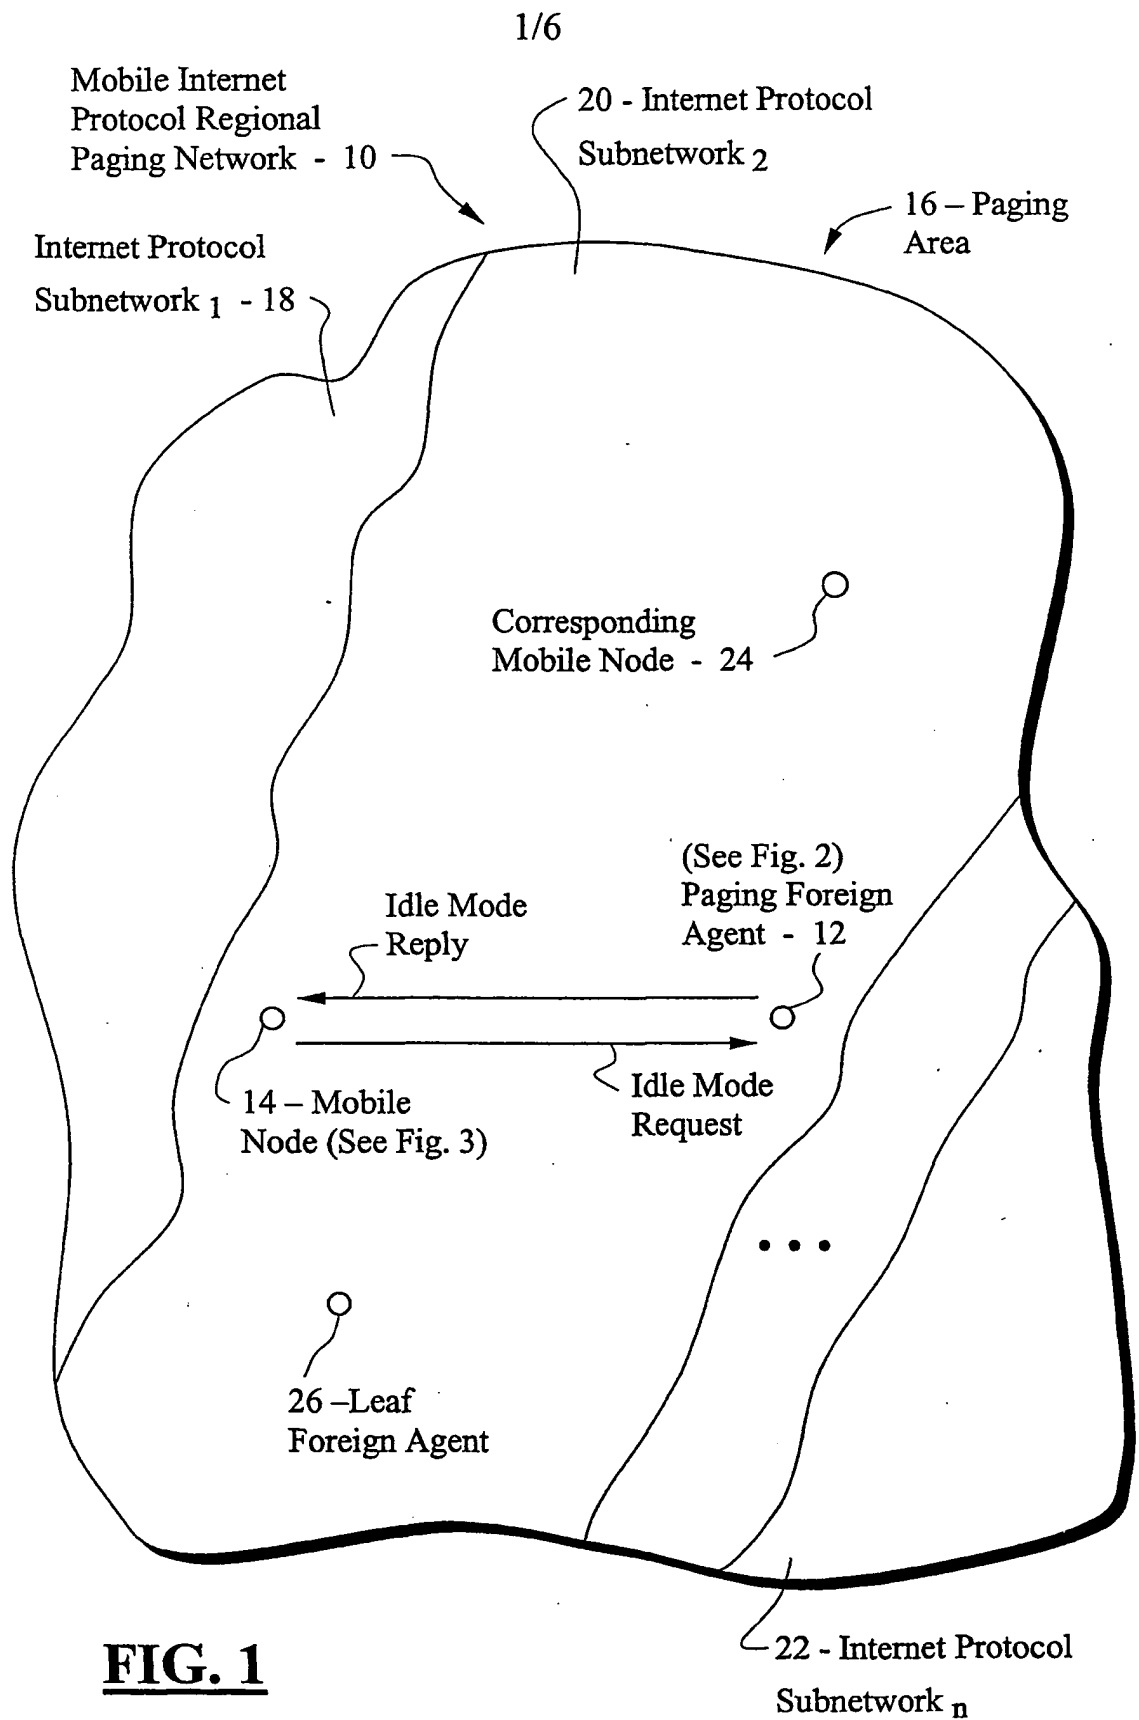 1/6
Mobile Internet
Protocol Regional
Paging Network - 10
20 - Internet Protocol
Subnetwork 2
16 – Paging
Area
Internet Protocol
Subnetwork 1 - 18
Corresponding
Mobile Node - 24
(See Fig. 2)
Paging Foreign
Agent - 12
Idle Mode
Reply
14 – Mobile
Node (See Fig. 3)
Idle Mode
Request
26 –Leaf
Foreign Agent
22 - Internet Protocol
Subnetwork n
FIG. 1